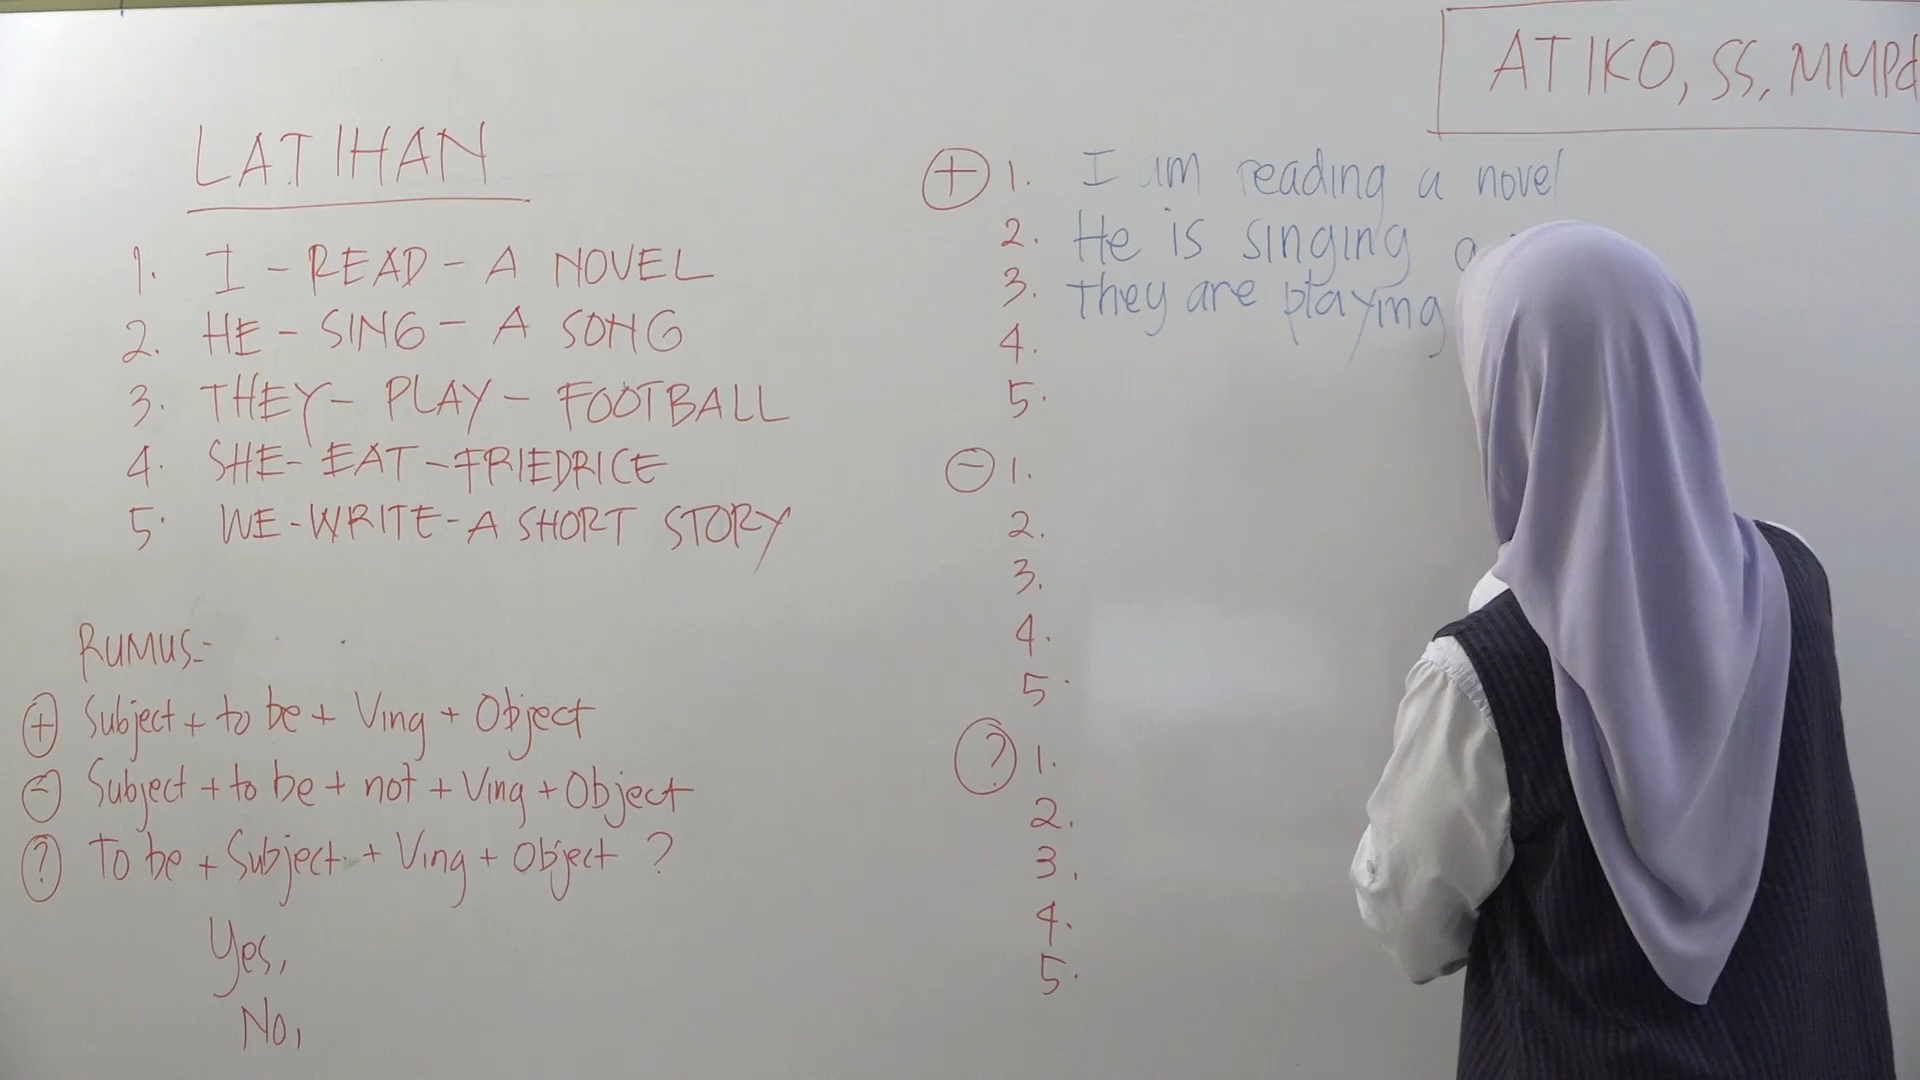 ATIKO, SS, MMPd
LATIHAN
1. I - READ - A NOVEL
2. HE - SING - A SONG
3. THEY - PLAY - FOOTBALL
4. SHE - EAT - FRIEDRICE
5. WE - WRITE - A SHORT STORY
RUMUS:-
(+) Subject + to be + Ving + Object
(-) Subject + to be + not + Ving + Object
(?) To be + Subject + Ving + Object ?
Yes,
No,
(+) 1. I am reading a novel
2. He is singing a
3. They are playing
4.
5.
(-) 1.
2.
3.
4.
5.
(?) 1.
2.
3.
4.
5.